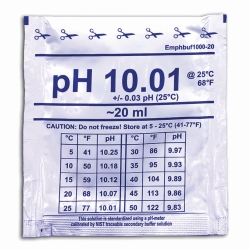 Emphbuf1000-20
pH 10.01 @ 25°C
68°F
+/- 0.03 pH (25°C)
~20 ml
CAUTION: Do not freeze! Store at 5 - 25°C (41-77°F)
°C °F pH °C °F pH
5 41 10.25 30 86 9.97
10 50 10.18 35 95 9.93
15 59 10.12 40 104 9.89
20 68 10.07 45 113 9.86
25 77 10.01 50 122 9.83
This solution is standardized using a pH-meter
calibrated by NIST traceable secondary buffer solution